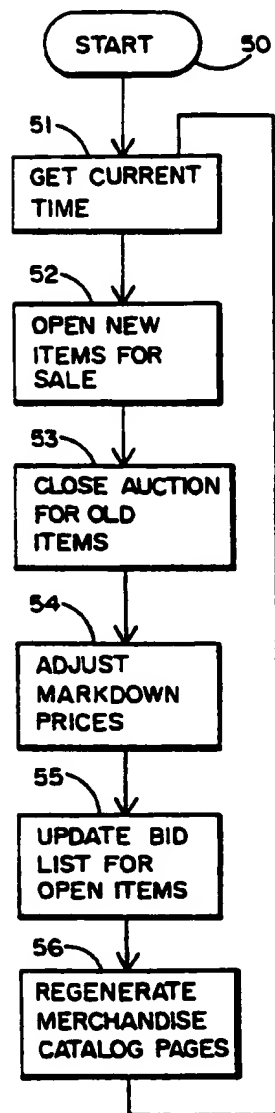 START
50
51
GET CURRENT
TIME
52
OPEN NEW
ITEMS FOR
SALE
53
CLOSE AUCTION
FOR OLD
ITEMS
54
ADJUST
MARKDOWN
PRICES
55
UPDATE BID
LIST FOR
OPEN ITEMS
56
REGENERATE
MERCHANDISE
CATALOG PAGES